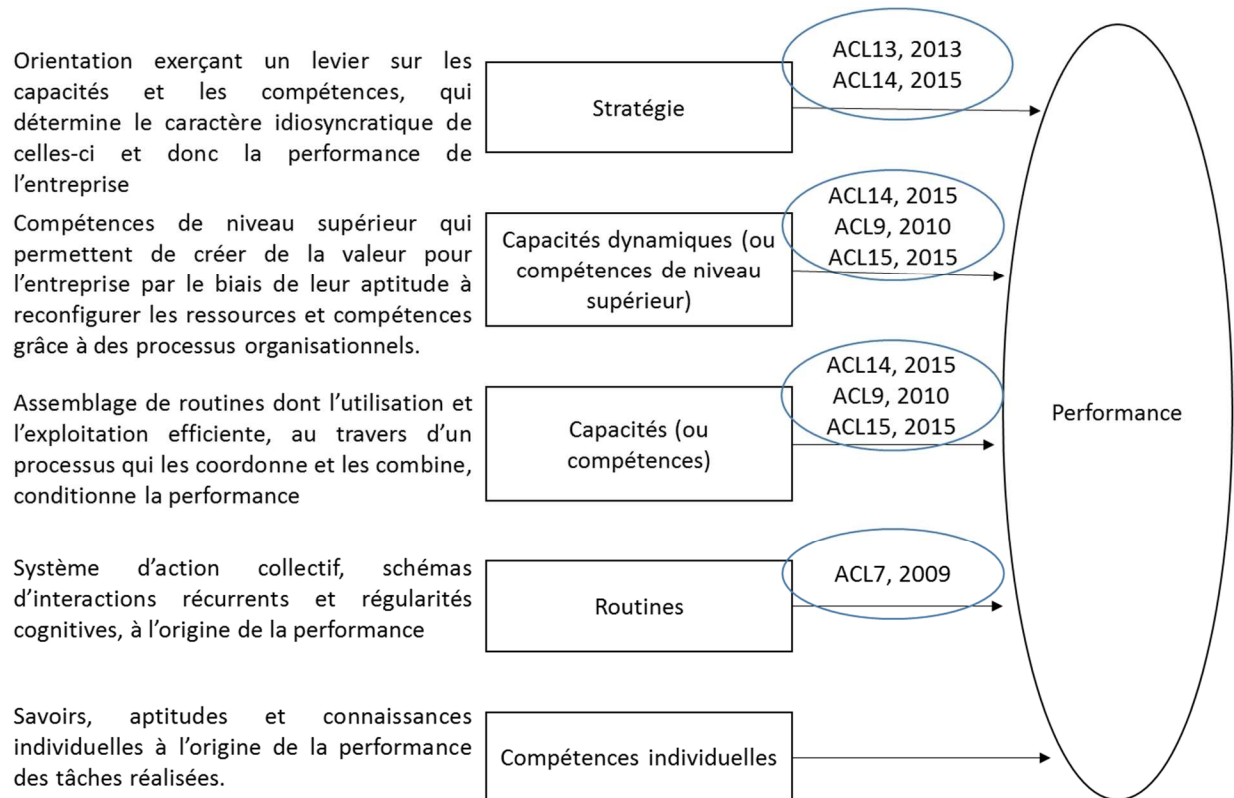 Orientation exerçant un levier sur les
capacités et les compétences, qui
détermine le caractère idiosyncratique de
celles-ci et donc la performance de
l’entreprise
Stratégie
ACL13, 2013
ACL14, 2015
Compétences de niveau supérieur qui
permettent de créer de la valeur pour
l’entreprise par le biais de leur aptitude à
reconfigurer les ressources et compétences
grâce à des processus organisationnels.
Capacités dynamiques (ou
compétences de niveau
supérieur)
ACL14, 2015
ACL9, 2010
ACL15, 2015
Assemblage de routines dont l’utilisation et
l’exploitation efficiente, au travers d’un
processus qui les coordonne et les combine,
conditionne la performance
Capacités (ou
compétences)
ACL14, 2015
ACL9, 2010
ACL15, 2015
Performance
Système d’action collectif, schémas
d’interactions récurrents et régularités
cognitives, à l’origine de la performance
Routines
ACL7, 2009
Savoirs, aptitudes et connaissances
individuelles à l’origine de la performance
des tâches réalisées.
Compétences individuelles